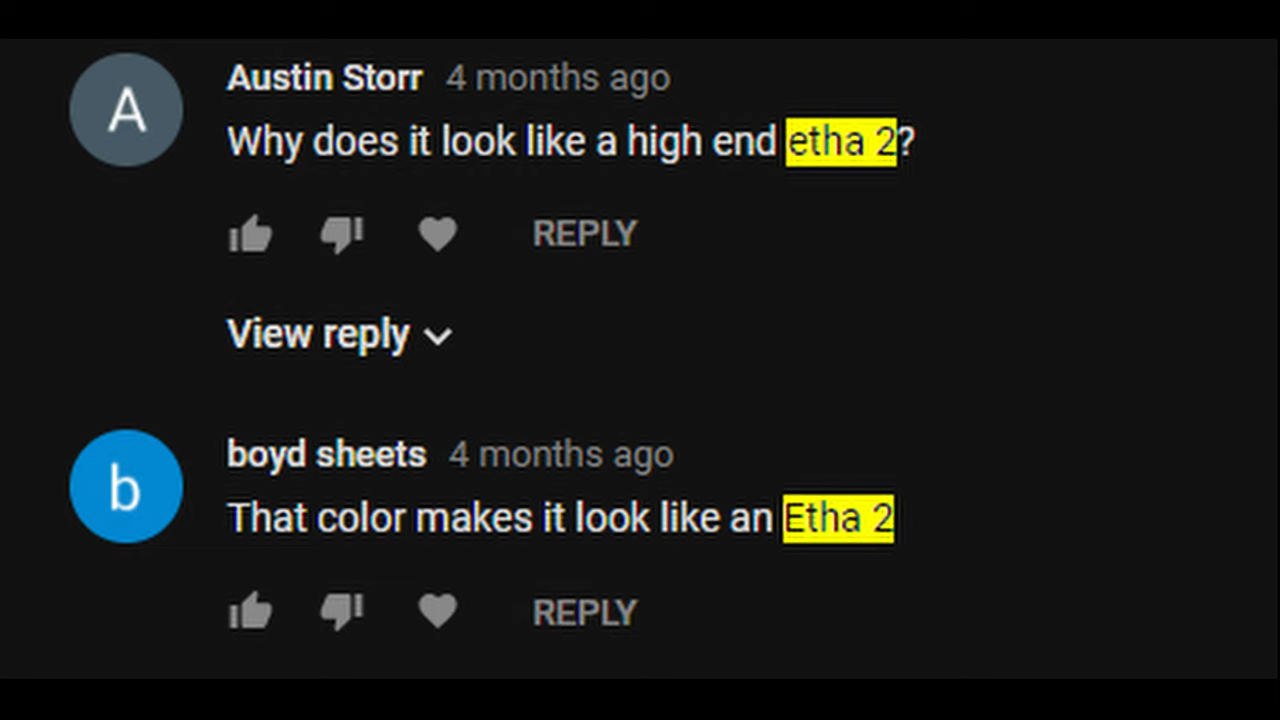 A
Austin Storr 4 months ago
Why does it look like a high end etha 2?
REPLY
View reply
b
boyd sheets 4 months ago
That color makes it look like an Etha 2
REPLY